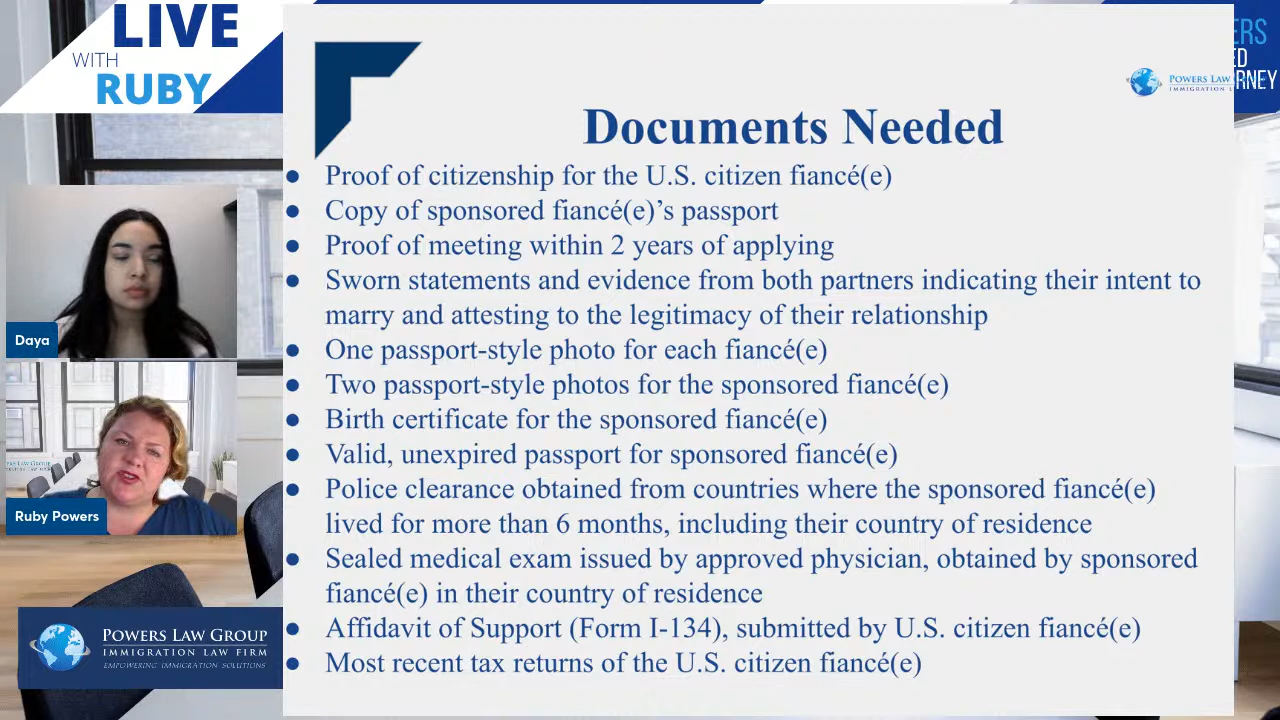 LIVE
WITH
RUBY
Daya
Ruby Powers
POWERS LAW GROUP
IMMIGRATION LAW FIRM
EMPOWERING IMMIGRATION SOLUTIONS
Documents Needed
● Proof of citizenship for the U.S. citizen fiancé(e)
● Copy of sponsored fiancé(e)’s passport
● Proof of meeting within 2 years of applying
● Sworn statements and evidence from both partners indicating their intent to
marry and attesting to the legitimacy of their relationship
● One passport-style photo for each fiancé(e)
● Two passport-style photos for the sponsored fiancé(e)
● Birth certificate for the sponsored fiancé(e)
● Valid, unexpired passport for sponsored fiancé(e)
● Police clearance obtained from countries where the sponsored fiancé(e)
lived for more than 6 months, including their country of residence
● Sealed medical exam issued by approved physician, obtained by sponsored
fiancé(e) in their country of residence
● Affidavit of Support (Form I-134), submitted by U.S. citizen fiancé(e)
● Most recent tax returns of the U.S. citizen fiancé(e)
POWERS LAW